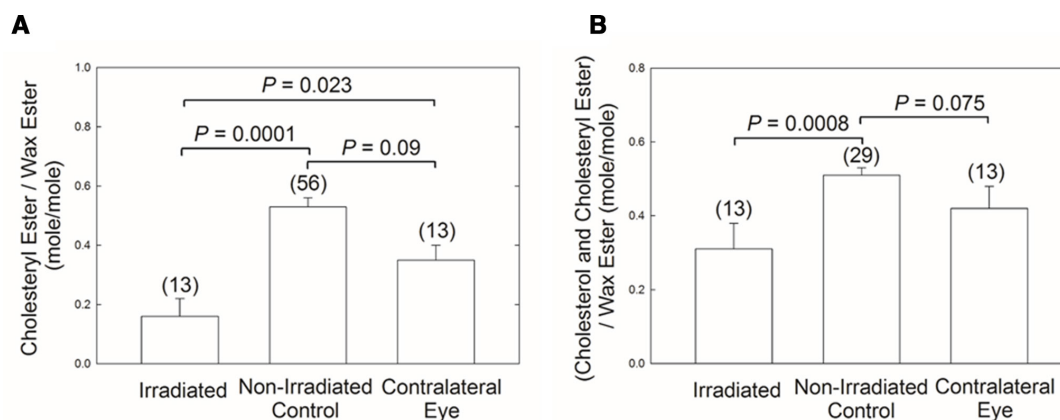 A
Cholesteryl Ester / Wax Ester
(mole/mole)
1.0
0.8
0.6
0.4
0.2
0.0
P = 0.023
P = 0.0001
P = 0.09
(13)
(56)
(13)
Irradiated
Non-Irradiated
Control
Contralateral
Eye
B
(Cholesterol and Cholesteryl Ester)
/ Wax Ester (mole/mole)
0.8
0.6
0.4
0.2
0.0
P = 0.0008
P = 0.075
(13)
(29)
(13)
Irradiated
Non-Irradiated
Control
Contralateral
Eye